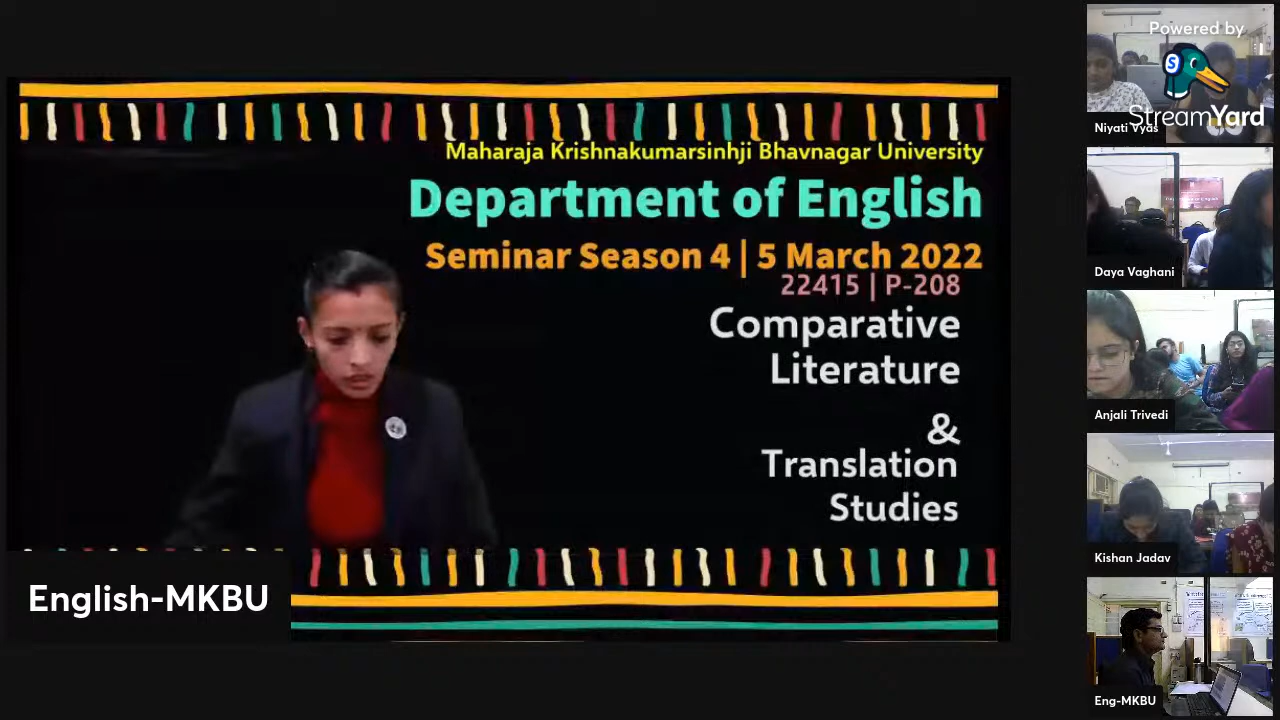 Maharaja Krishnakumarsinhji Bhavnagar University
Department of English
Seminar Season 4 | 5 March 2022
22415 | P-208
Comparative
Literature
&
Translation
Studies
English-MKBU
Powered by
S
StreamYard
Niyati Vyas
Daya Vaghani
Anjali Trivedi
Kishan Jadav
Eng-MKBU